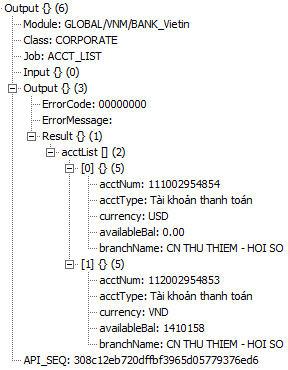 Output {} (6)
Module: GLOBAL/VNM/BANK_Vietin
Class: CORPORATE
Job: ACCT_LIST
Input {} (0)
Output {} (3)
ErrorCode: 00000000
ErrorMessage:
Result {} (1)
acctList [] (2)
[0] {} (5)
acctNum: 111002954854
acctType: Tài khoản thanh toán
currency: USD
availableBal: 0.00
branchName: CN THU THIEM - HOI SO
[1] {} (5)
acctNum: 112002954853
acctType: Tài khoản thanh toán
currency: VND
availableBal: 1410158
branchName: CN THU THIEM - HOI SO
API_SEQ: 308c12eb720dffbf3965d05779376ed6